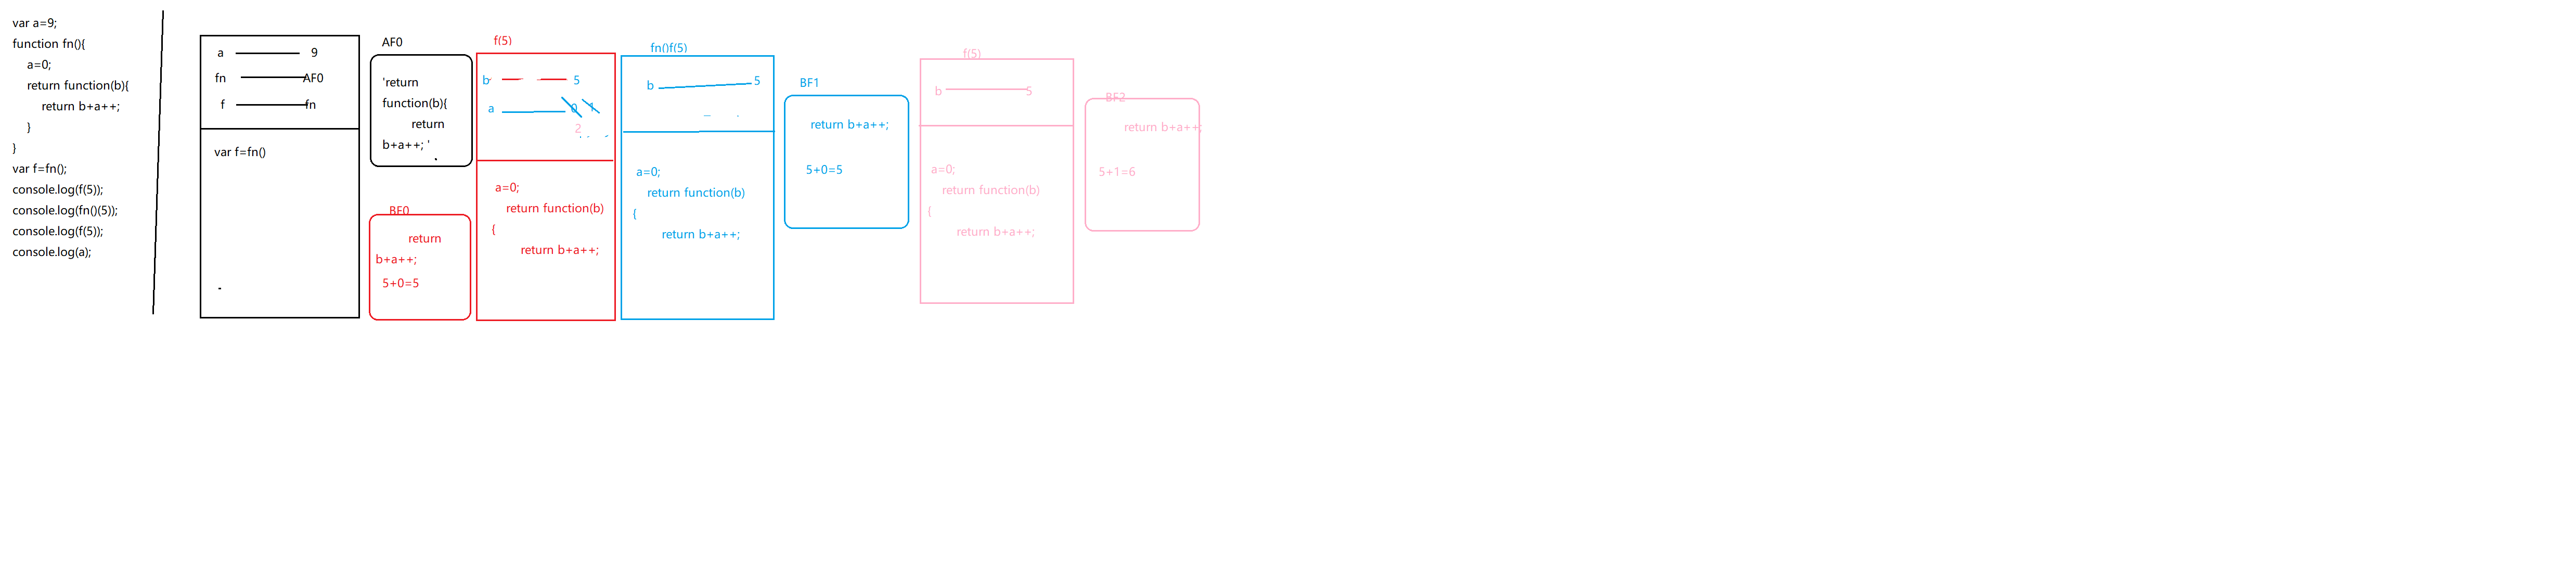 var a=9;
function fn(){
a=0;
return function(b){
return b+a++;
}
}
var f=fn();
console.log(f(5));
console.log(fn()(5));
console.log(f(5));
console.log(a);
a 9
fn AF0
f fn
var f=fn()
AF0
'return
function(b){
return
b+a++; '
BF0
return
b+a++;
5+0=5
f(5)
b 5
a 0 1
2
a=0;
return function(b)
{
return b+a++;
fn()f(5)
b 5
a=0;
return function(b)
{
return b+a++;
BF1
return b+a++;
5+0=5
f(5)
b 5
a=0;
return function(b)
{
return b+a++;
BF2
return b+a++;
5+1=6